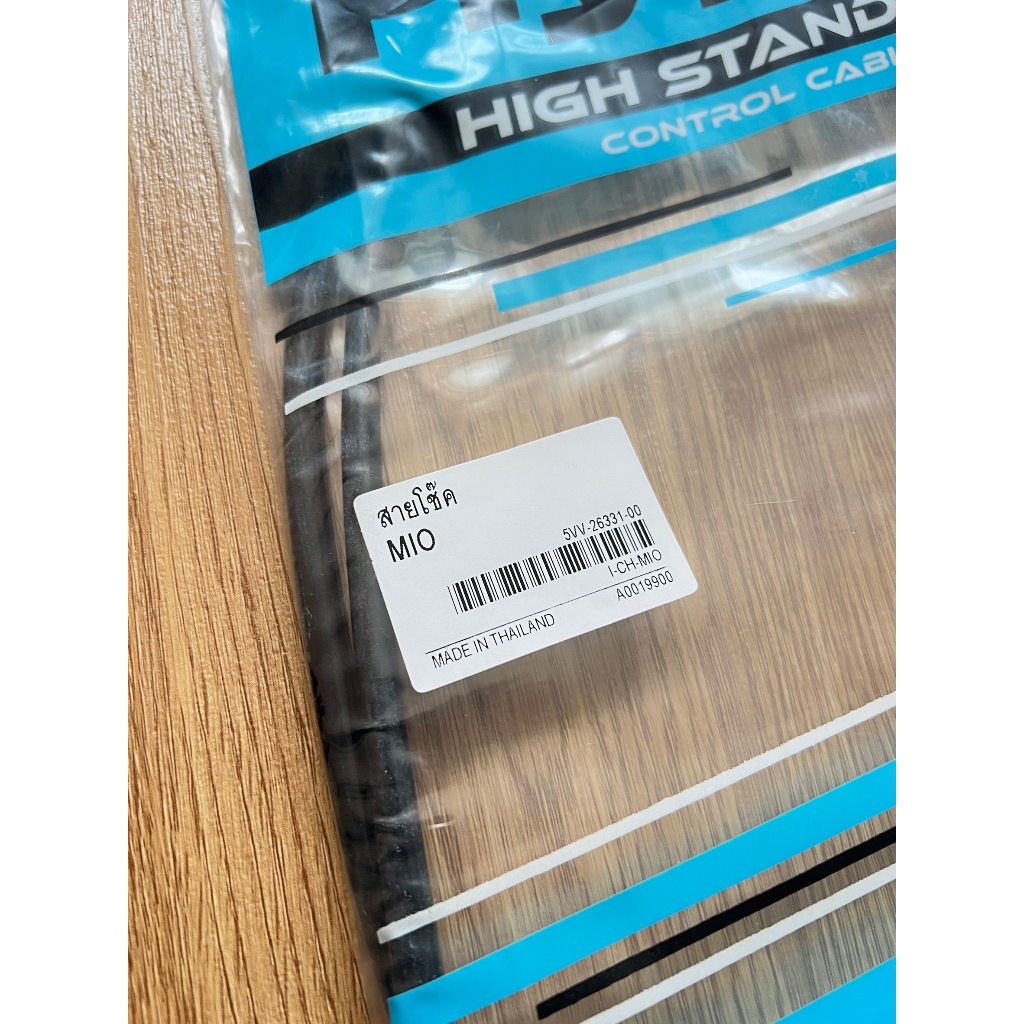 HIGH STAND
CONTROL CABL
สายโช๊ค
MIO
5VV-26331-00
I-CH-MIO
A0019900
MADE IN THAILAND